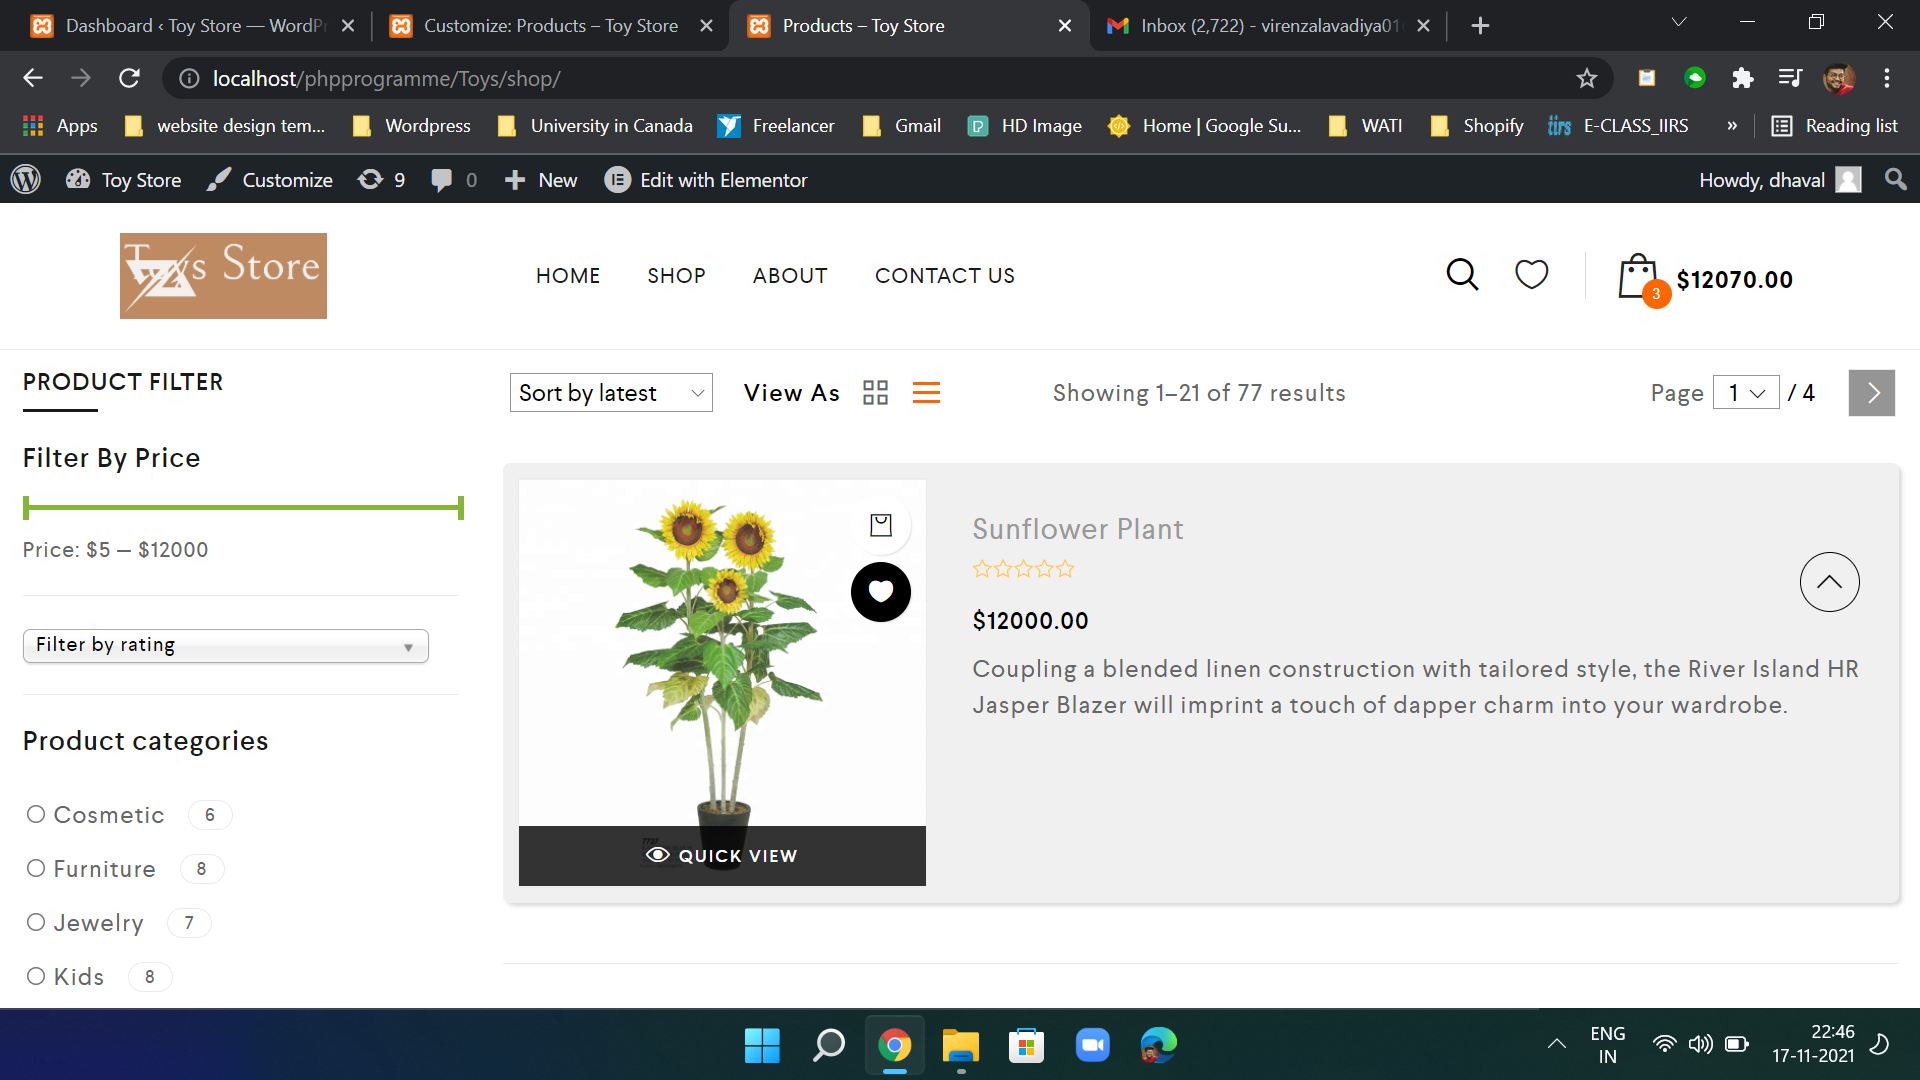 Dashboard ‹ Toy Store — WordPr
Customize: Products – Toy Store
Products – Toy Store
Inbox (2,722) - virenzalavadiya01
localhost/phpprogramme/Toys/shop/
Apps
website design tem...
Wordpress
University in Canada
Freelancer
Gmail
HD Image
Home | Google Su...
WATI
Shopify
iirs
E-CLASS_IIRS
»
Reading list
Toy Store
Customize
9
0
New
Edit with Elementor
Howdy, dhaval
Toys Store
HOME
SHOP
ABOUT
CONTACT US
3
$12070.00
PRODUCT FILTER
Sort by latest
View As
Showing 1–21 of 77 results
Page 1 / 4
Filter By Price
Price: $5 — $12000
Filter by rating
Product categories
Cosmetic 6
Furniture 8
Jewelry 7
Kids 8
QUICK VIEW
Sunflower Plant
$12000.00
Coupling a blended linen construction with tailored style, the River Island HR
Jasper Blazer will imprint a touch of dapper charm into your wardrobe.
ENG
IN
22:46
17-11-2021